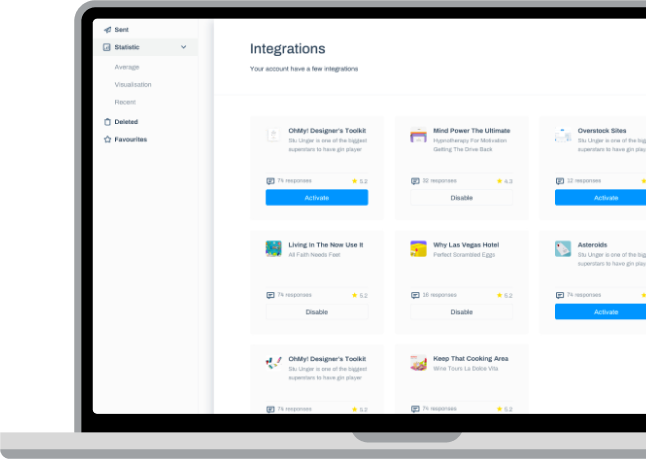 Sent
Statistic
Average
Visualisation
Recent
Deleted
Favourites
Integrations
Your account have a few integrations
OhMy! Designer's Toolkit
Stu Unger is one of the biggest
superstars to have gin player
74 responses
5.2
Activate
Mind Power The Ultimate
Hypnotherapy For Motivation
Getting The Drive Back
32 responses
4.3
Disable
Overstock Sites
Stu Unger is one of the big
superstars to have gin play
12 responses
Activate
Living In The Now Use It
All Faith Needs Feet
74 responses
5.2
Disable
Why Las Vegas Hotel
Perfect Scrambled Eggs
16 responses
5.2
Disable
Asteroids
Stu Unger is one of the big
superstars to have gin play
74 responses
Activate
OhMy! Designer's Toolkit
Stu Unger is one of the biggest
superstars to have gin player
74 responses
5.2
Keep That Cooking Area
Wine Tours La Dolce Vita
74 responses
5.2